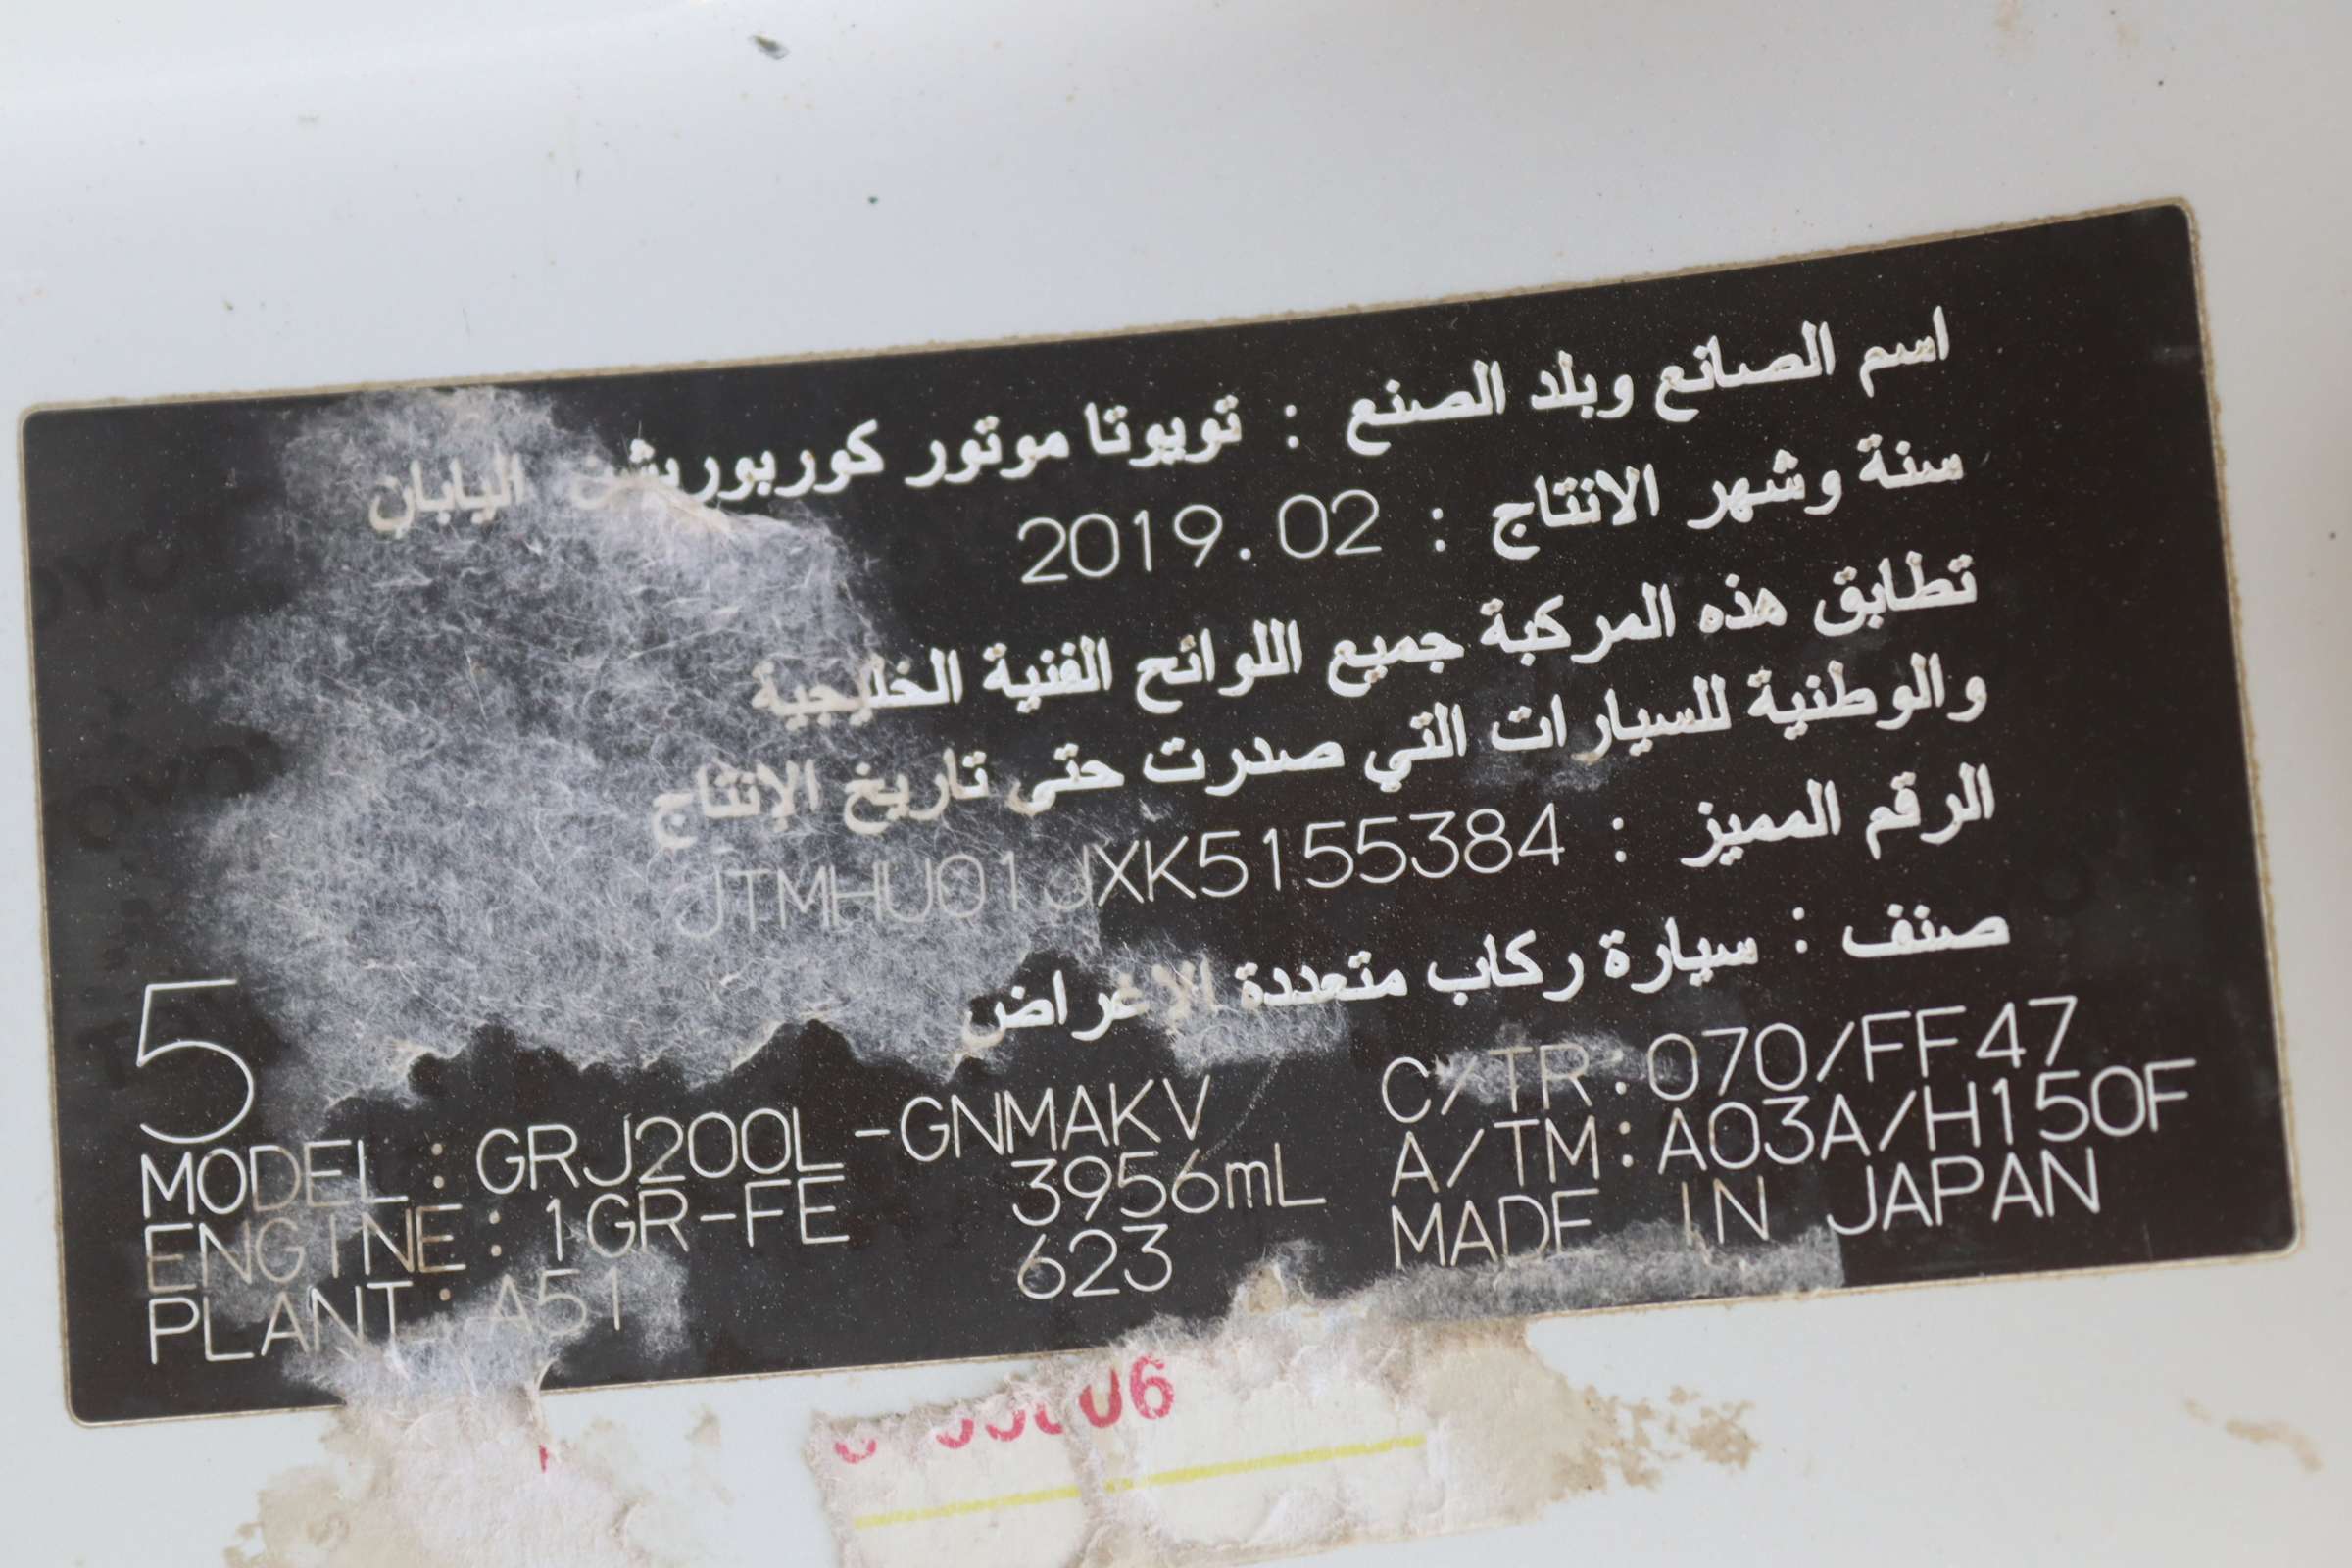 اسم الصانع وبلد الصنع : تويوتا موتور كوربوريشن اليابان
سنة وشهر الانتاج : 2019.02
تطابق هذه المركبة جميع اللوائح الفنية الخليجية
والوطنية للسيارات التي صدرت حتى تاريخ الإنتاج
الرقم المميز : JTMHU01JXK5155384
صنف : سيارة ركاب متعددة الاغراض
5
C/TR:070/FF47
MODEL:GRJ200L-GNMAKV
A/TM:A03A/H150F
ENGINE:1GR-FE 3956mL
MADE IN JAPAN
PLANT:A51 623